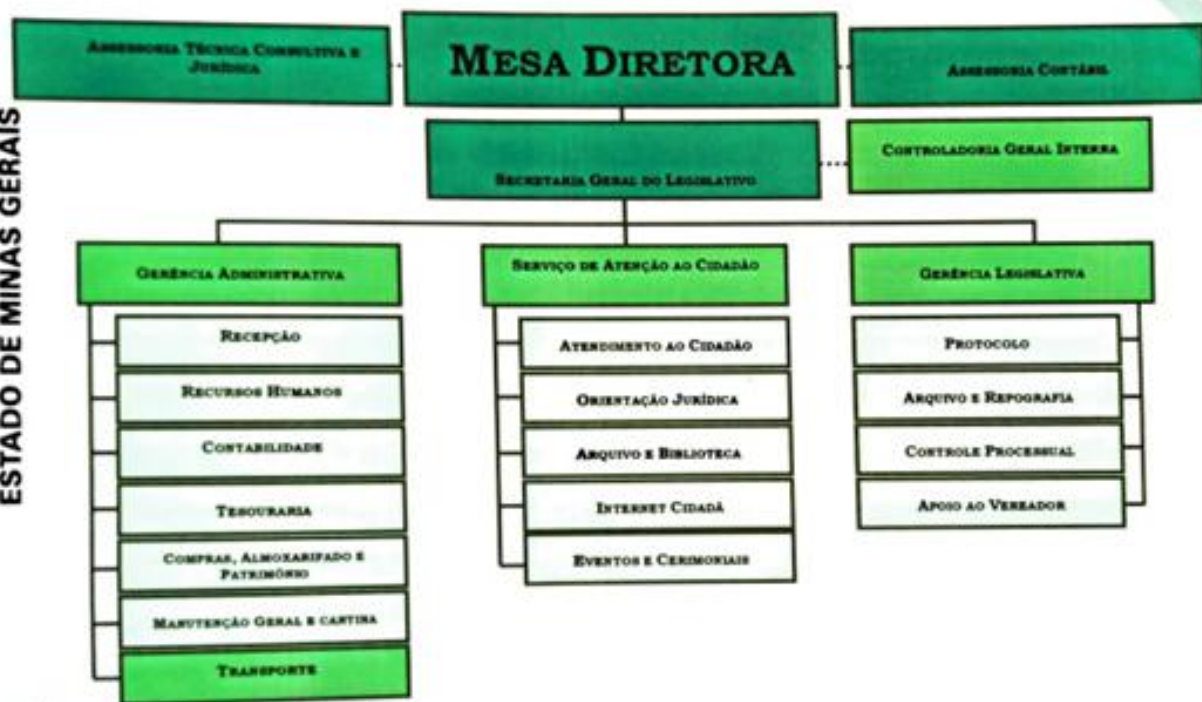 ESTADO DE MINAS GERAIS
ASSESSORIA TÉCNICA CONSULTIVA E
JURÍDICA
MESA DIRETORA
ASSESSORIA CONTÁBIL
SECRETARIA GERAL DO LEGISLATIVO
CONTROLADORIA GERAL INTERNA
GERÊNCIA ADMINISTRATIVA
RECEPÇÃO
RECURSOS HUMANOS
CONTABILIDADE
TESOURARIA
COMPRAS, ALMOXARIFADO E
PATRIMÔNIO
MANUTENÇÃO GERAL E CANTINA
TRANSPORTE
SERVIÇO DE ATENÇÃO AO CIDADÃO
ATENDIMENTO AO CIDADÃO
ORIENTAÇÃO JURÍDICA
ARQUIVO E BIBLIOTECA
INTERNET CIDADÃ
EVENTOS E CERIMONIAIS
GERÊNCIA LEGISLATIVA
PROTOCOLO
ARQUIVO E REPOGRAFIA
CONTROLE PROCESSUAL
APOIO AO VEREADOR